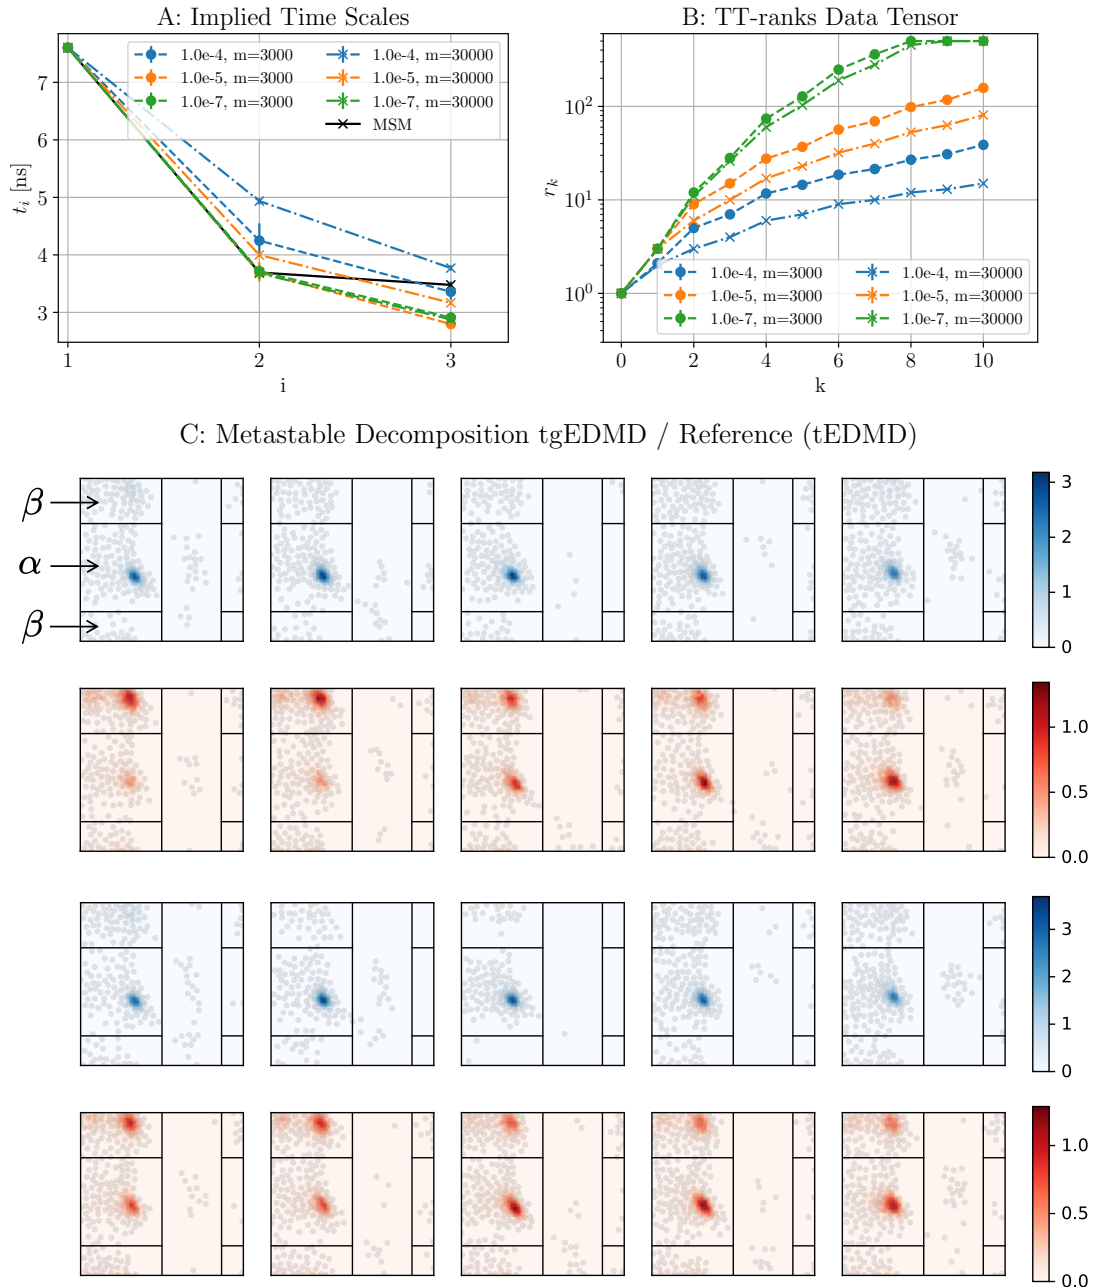 A: Implied Time Scales
1.0e-4, m=3000
1.0e-5, m=3000
1.0e-7, m=3000
1.0e-4, m=30000
1.0e-5, m=30000
1.0e-7, m=30000
MSM
7
6
5
4
3
t_i [ns]
1
2
3
i
B: TT-ranks Data Tensor
10^2
10^1
10^0
r_k
1.0e-4, m=3000
1.0e-5, m=3000
1.0e-7, m=3000
1.0e-4, m=30000
1.0e-5, m=30000
1.0e-7, m=30000
0
2
4
6
8
10
k
C: Metastable Decomposition tgEDMD / Reference (tEDMD)
β
α
β
3
2
1
0
1.0
0.5
0.0
3
2
1
0
1.0
0.5
0.0